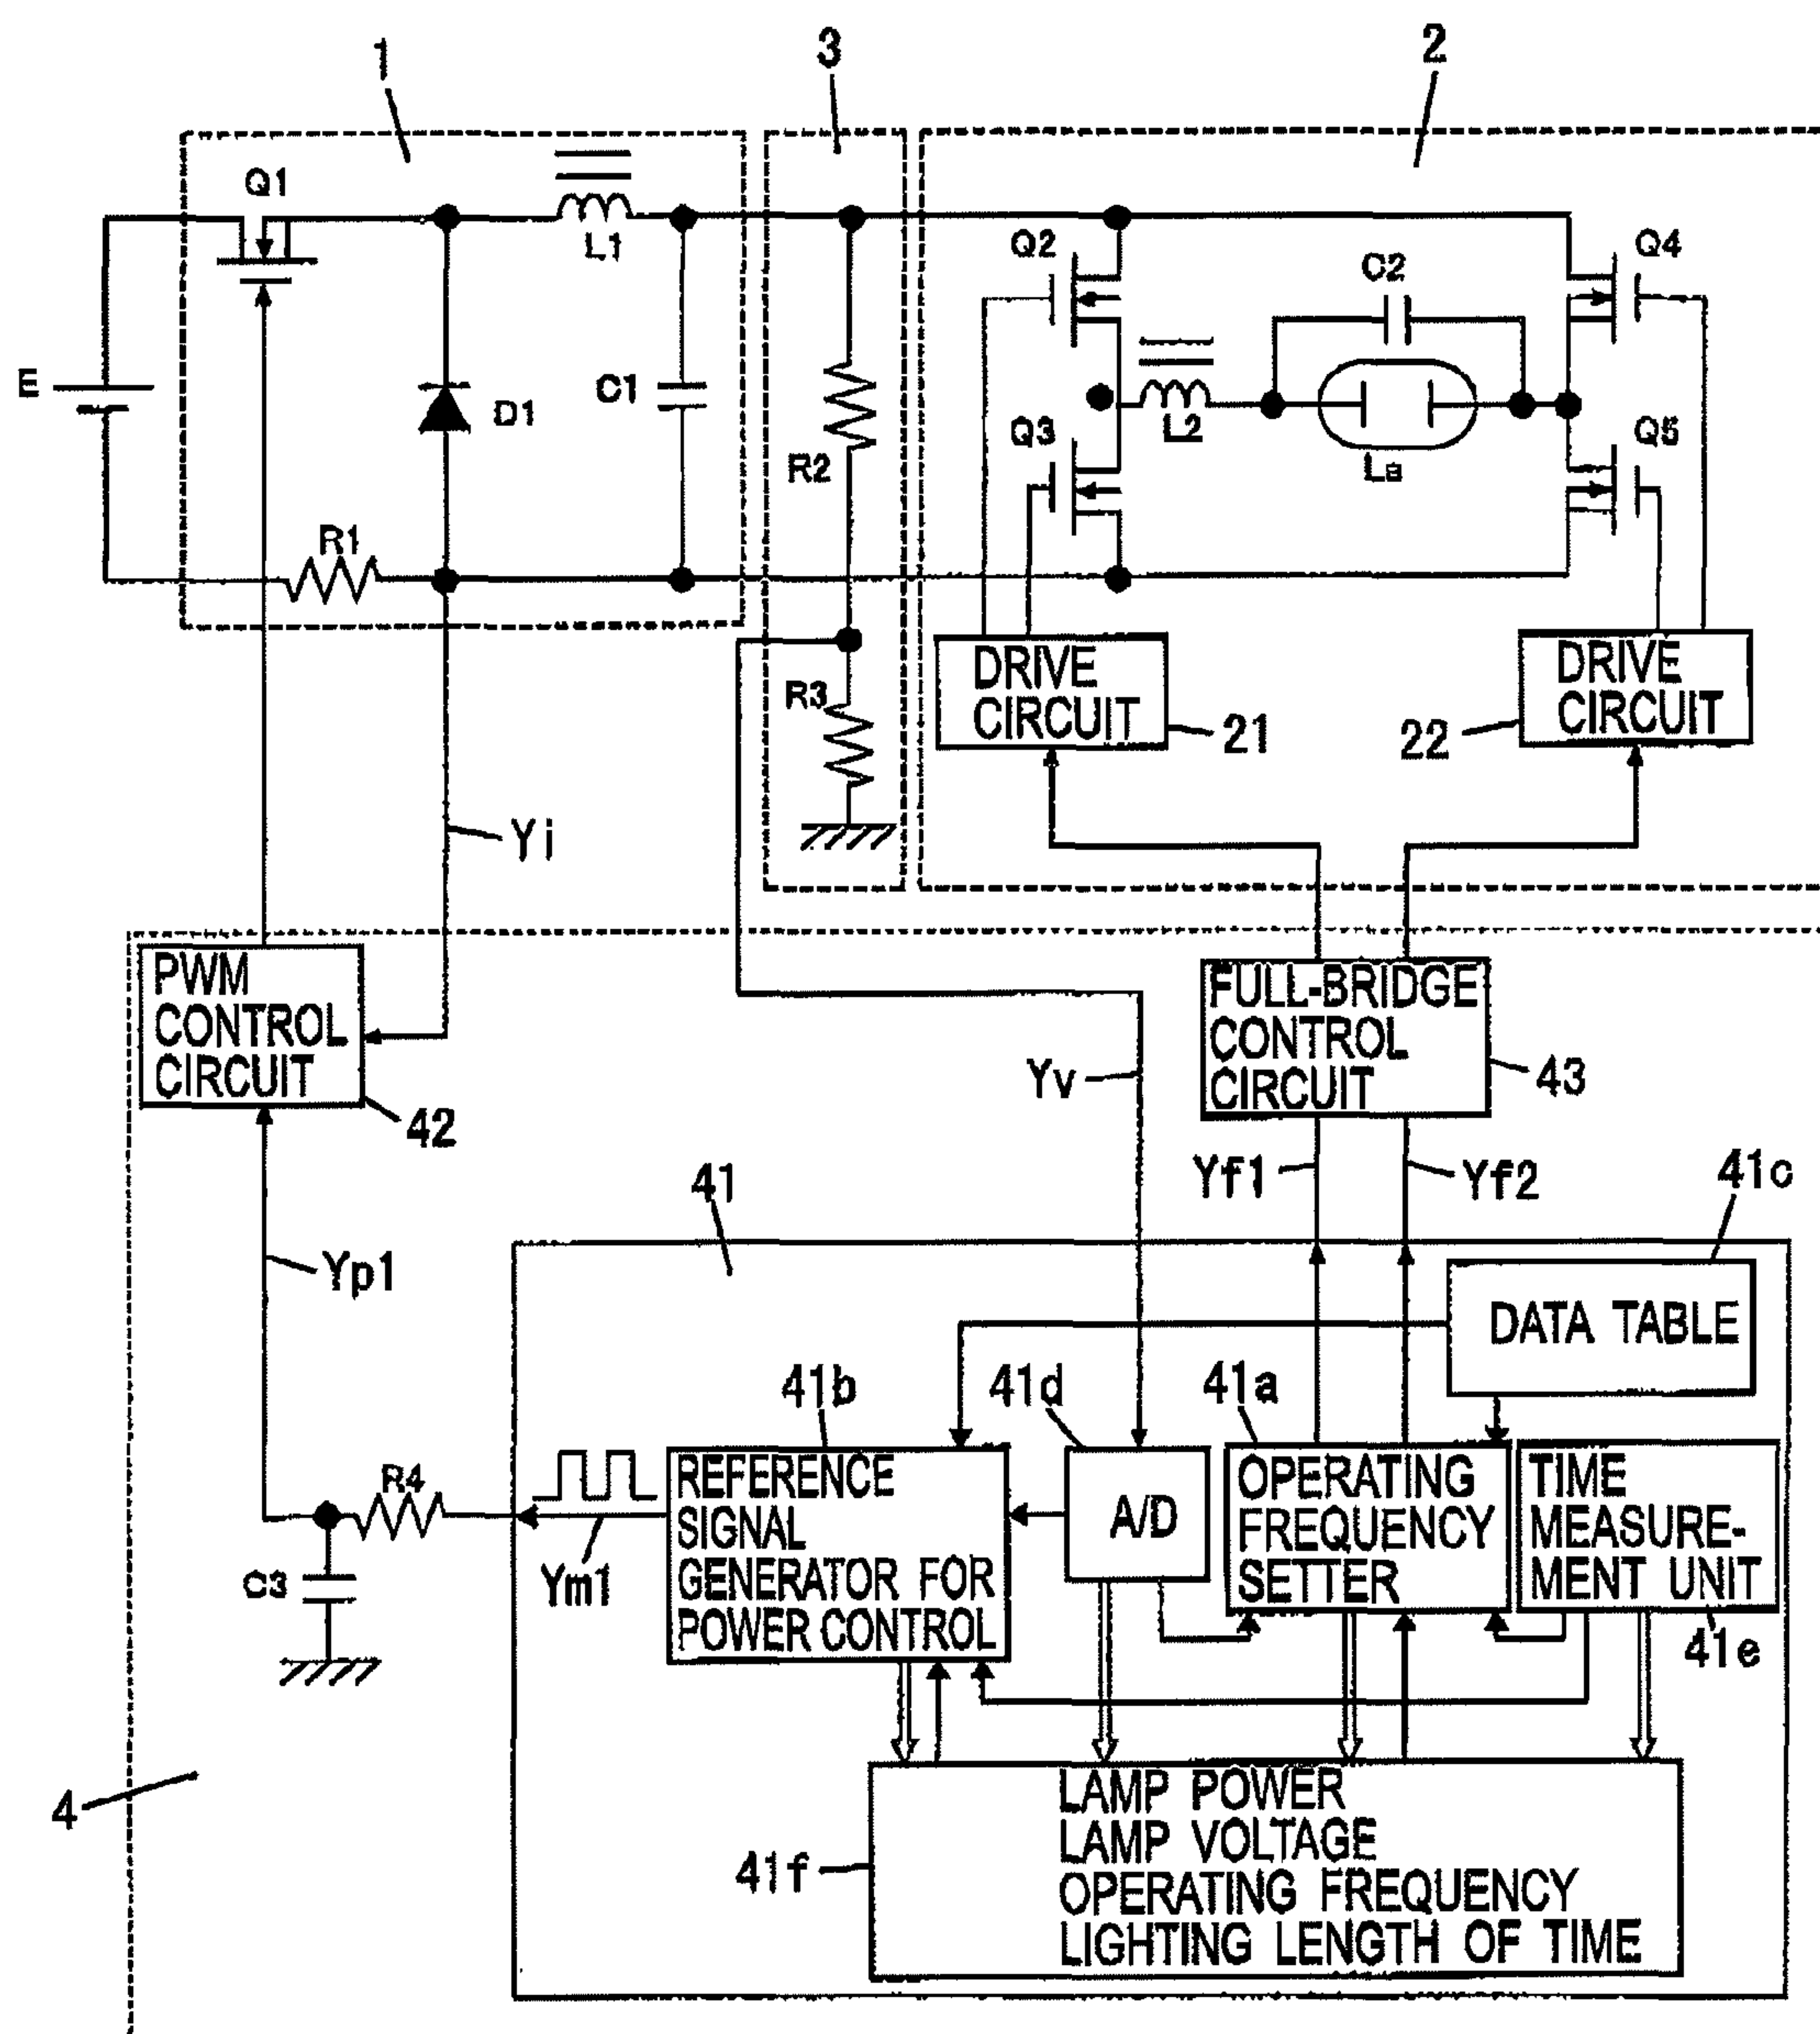 1
3
2
Q1
L1
Q2
C2
Q4
E
D1
C1
R2
Q3
L2
La
Q5
R1
R3
DRIVE
CIRCUIT
21
22
DRIVE
CIRCUIT
Yi
PWM
CONTROL
CIRCUIT
42
Yv
FULL-BRIDGE
CONTROL
CIRCUIT
43
Yf1
Yf2
41
41c
Yp1
DATA TABLE
41b
41d
41a
R4
C3
Ym1
REFERENCE
SIGNAL
GENERATOR FOR
POWER CONTROL
A/D
OPERATING
FREQUENCY
SETTER
TIME
MEASURE-
MENT UNIT
41e
4
41f
LAMP POWER
LAMP VOLTAGE
OPERATING FREQUENCY
LIGHTING LENGTH OF TIME